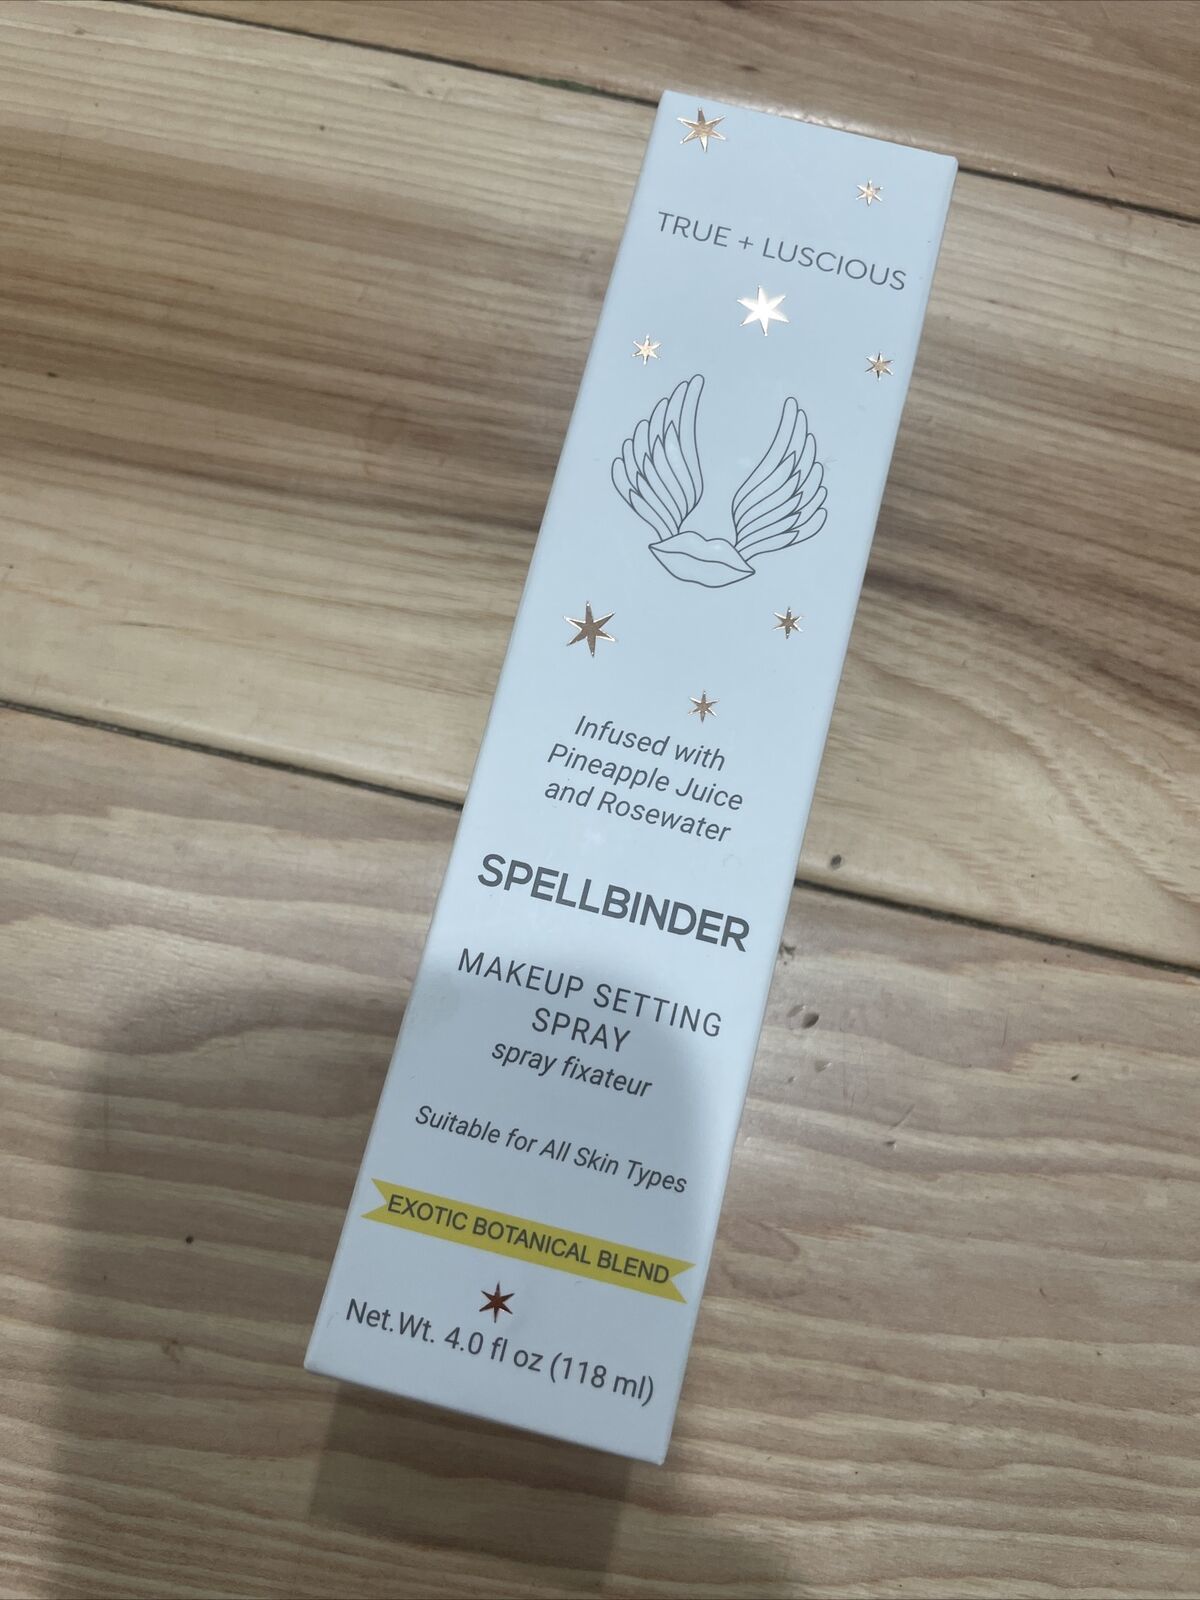 TRUE + LUSCIOUS
Infused with
Pineapple Juice
and Rosewater
SPELLBINDER
MAKEUP SETTING
SPRAY
spray fixateur
Suitable for All Skin Types
EXOTIC BOTANICAL BLEND
Net.Wt. 4.0 fl oz (118 ml)